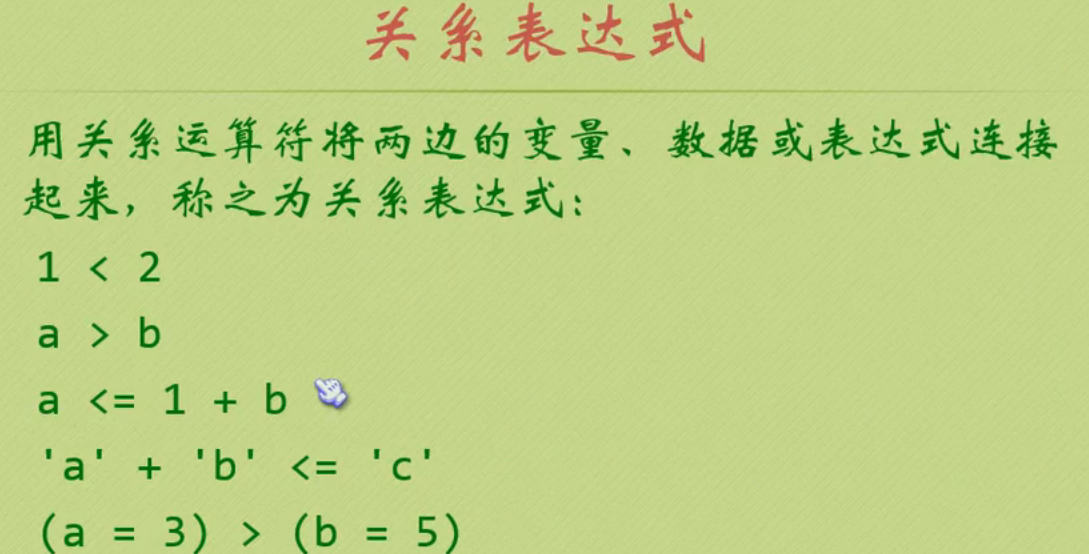 关系表达式
用关系运算符将两边的变量、数据或表达式连接
起来，称之为关系表达式：
1 < 2
a > b
a <= 1 + b
'a' + 'b' <= 'c'
(a = 3) > (b = 5)